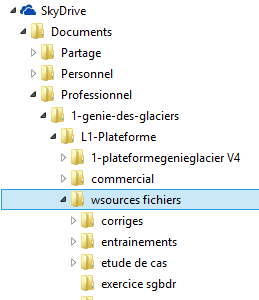 SkyDrive
Documents
Partage
Personnel
Professionnel
1-genie-des-glaciers
L1-Plateforme
1-plateformegenieglacier V4
commercial
wsources fichiers
corriges
entrainements
etude de cas
exercice sgbdr